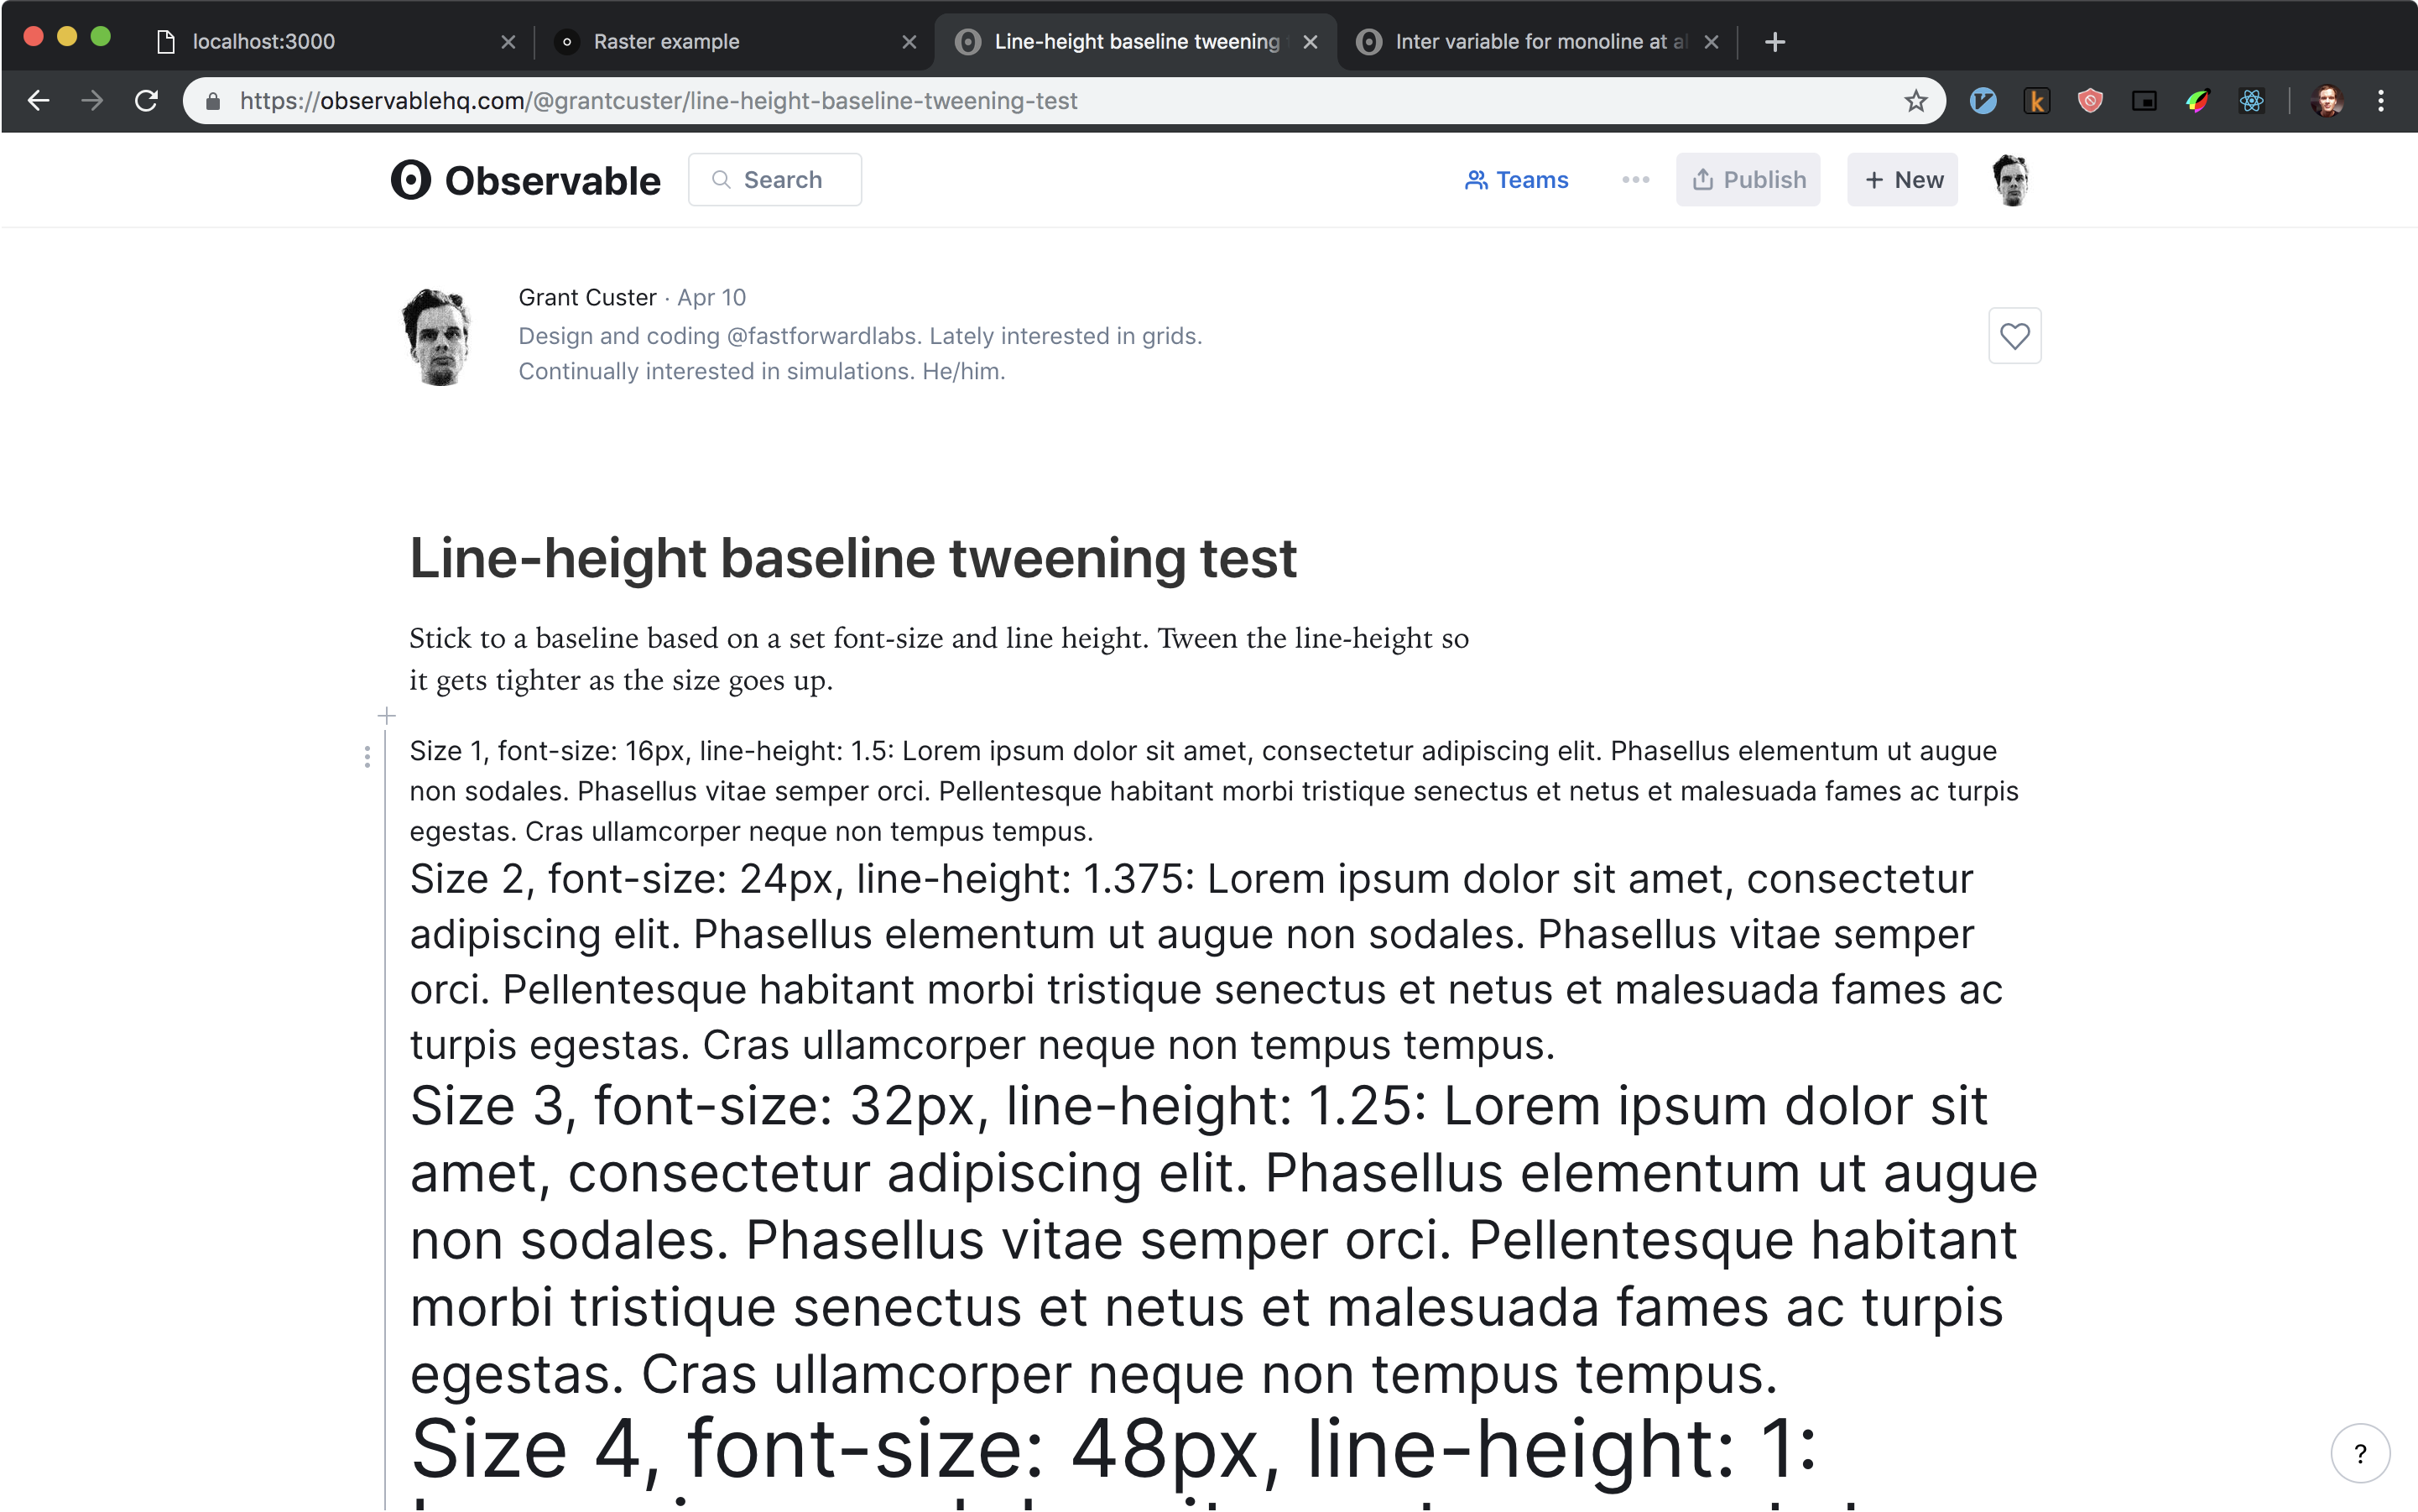 localhost:3000
Raster example
Line-height baseline tweening
Inter variable for monoline at al
https://observablehq.com/@grantcuster/line-height-baseline-tweening-test
Observable
Search
Teams
Publish
+ New
Grant Custer · Apr 10
Design and coding @fastforwardlabs. Lately interested in grids.
Continually interested in simulations. He/him.
Line-height baseline tweening test
Stick to a baseline based on a set font-size and line height. Tween the line-height so
it gets tighter as the size goes up.
Size 1, font-size: 16px, line-height: 1.5: Lorem ipsum dolor sit amet, consectetur adipiscing elit. Phasellus elementum ut augue
non sodales. Phasellus vitae semper orci. Pellentesque habitant morbi tristique senectus et netus et malesuada fames ac turpis
egestas. Cras ullamcorper neque non tempus tempus.
Size 2, font-size: 24px, line-height: 1.375: Lorem ipsum dolor sit amet, consectetur
adipiscing elit. Phasellus elementum ut augue non sodales. Phasellus vitae semper
orci. Pellentesque habitant morbi tristique senectus et netus et malesuada fames ac
turpis egestas. Cras ullamcorper neque non tempus tempus.
Size 3, font-size: 32px, line-height: 1.25: Lorem ipsum dolor sit
amet, consectetur adipiscing elit. Phasellus elementum ut augue
non sodales. Phasellus vitae semper orci. Pellentesque habitant
morbi tristique senectus et netus et malesuada fames ac turpis
egestas. Cras ullamcorper neque non tempus tempus.
Size 4, font-size: 48px, line-height: 1:
?